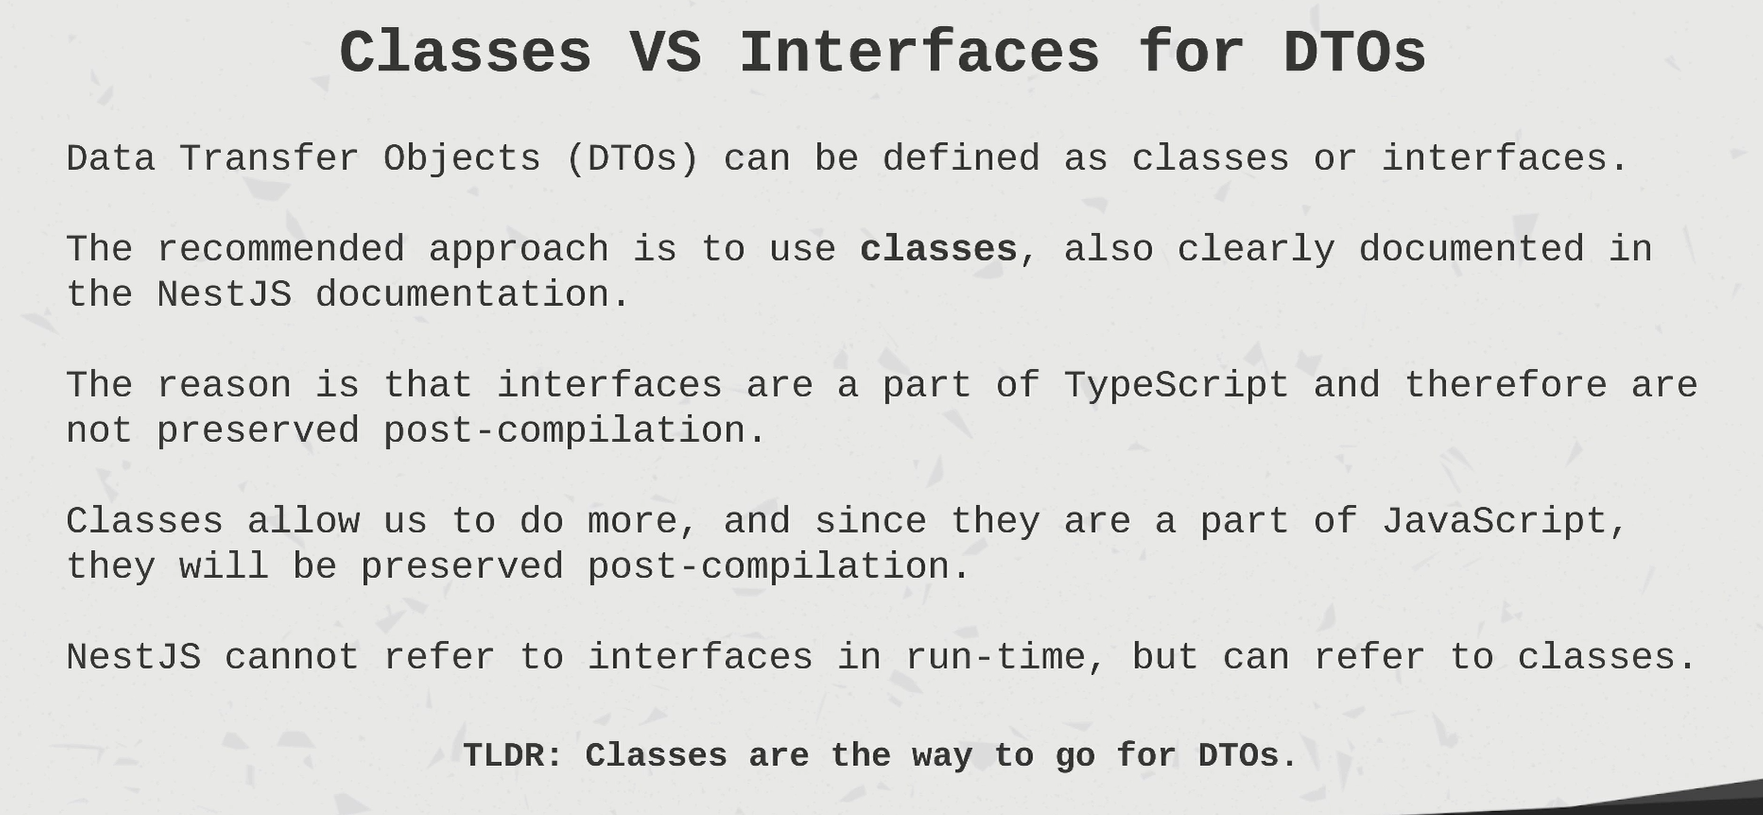 Classes VS Interfaces for DTOs
Data Transfer Objects (DTOs) can be defined as classes or interfaces.
The recommended approach is to use classes, also clearly documented in
the NestJS documentation.
The reason is that interfaces are a part of TypeScript and therefore are
not preserved post-compilation.
Classes allow us to do more, and since they are a part of JavaScript,
they will be preserved post-compilation.
NestJS cannot refer to interfaces in run-time, but can refer to classes.
TLDR: Classes are the way to go for DTOs.